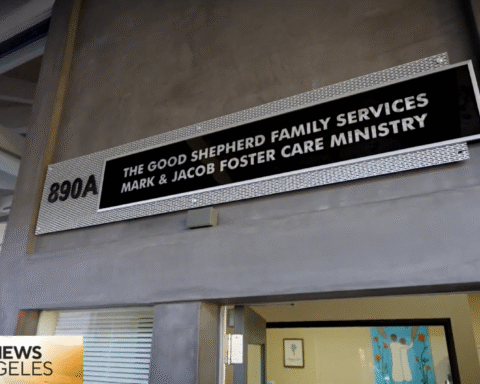 890A
THE GOOD SHEPHERD FAMILY SERVICES
MARK & JACOB FOSTER CARE MINISTRY
NEWS
GELES